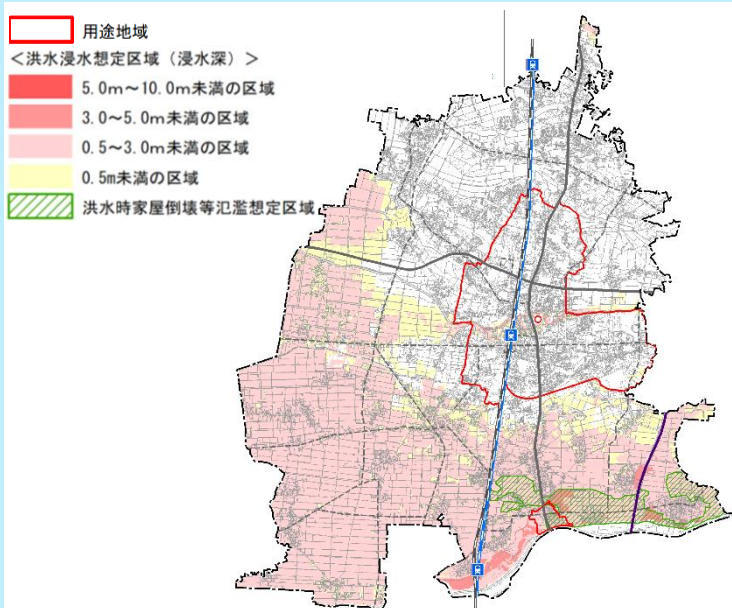 用途地域
<洪水浸水想定区域（浸水深）>
5.0m～10.0m未満の区域
3.0～5.0m未満の区域
0.5～3.0m未満の区域
0.5m未満の区域
洪水時家屋倒壊等氾濫想定区域